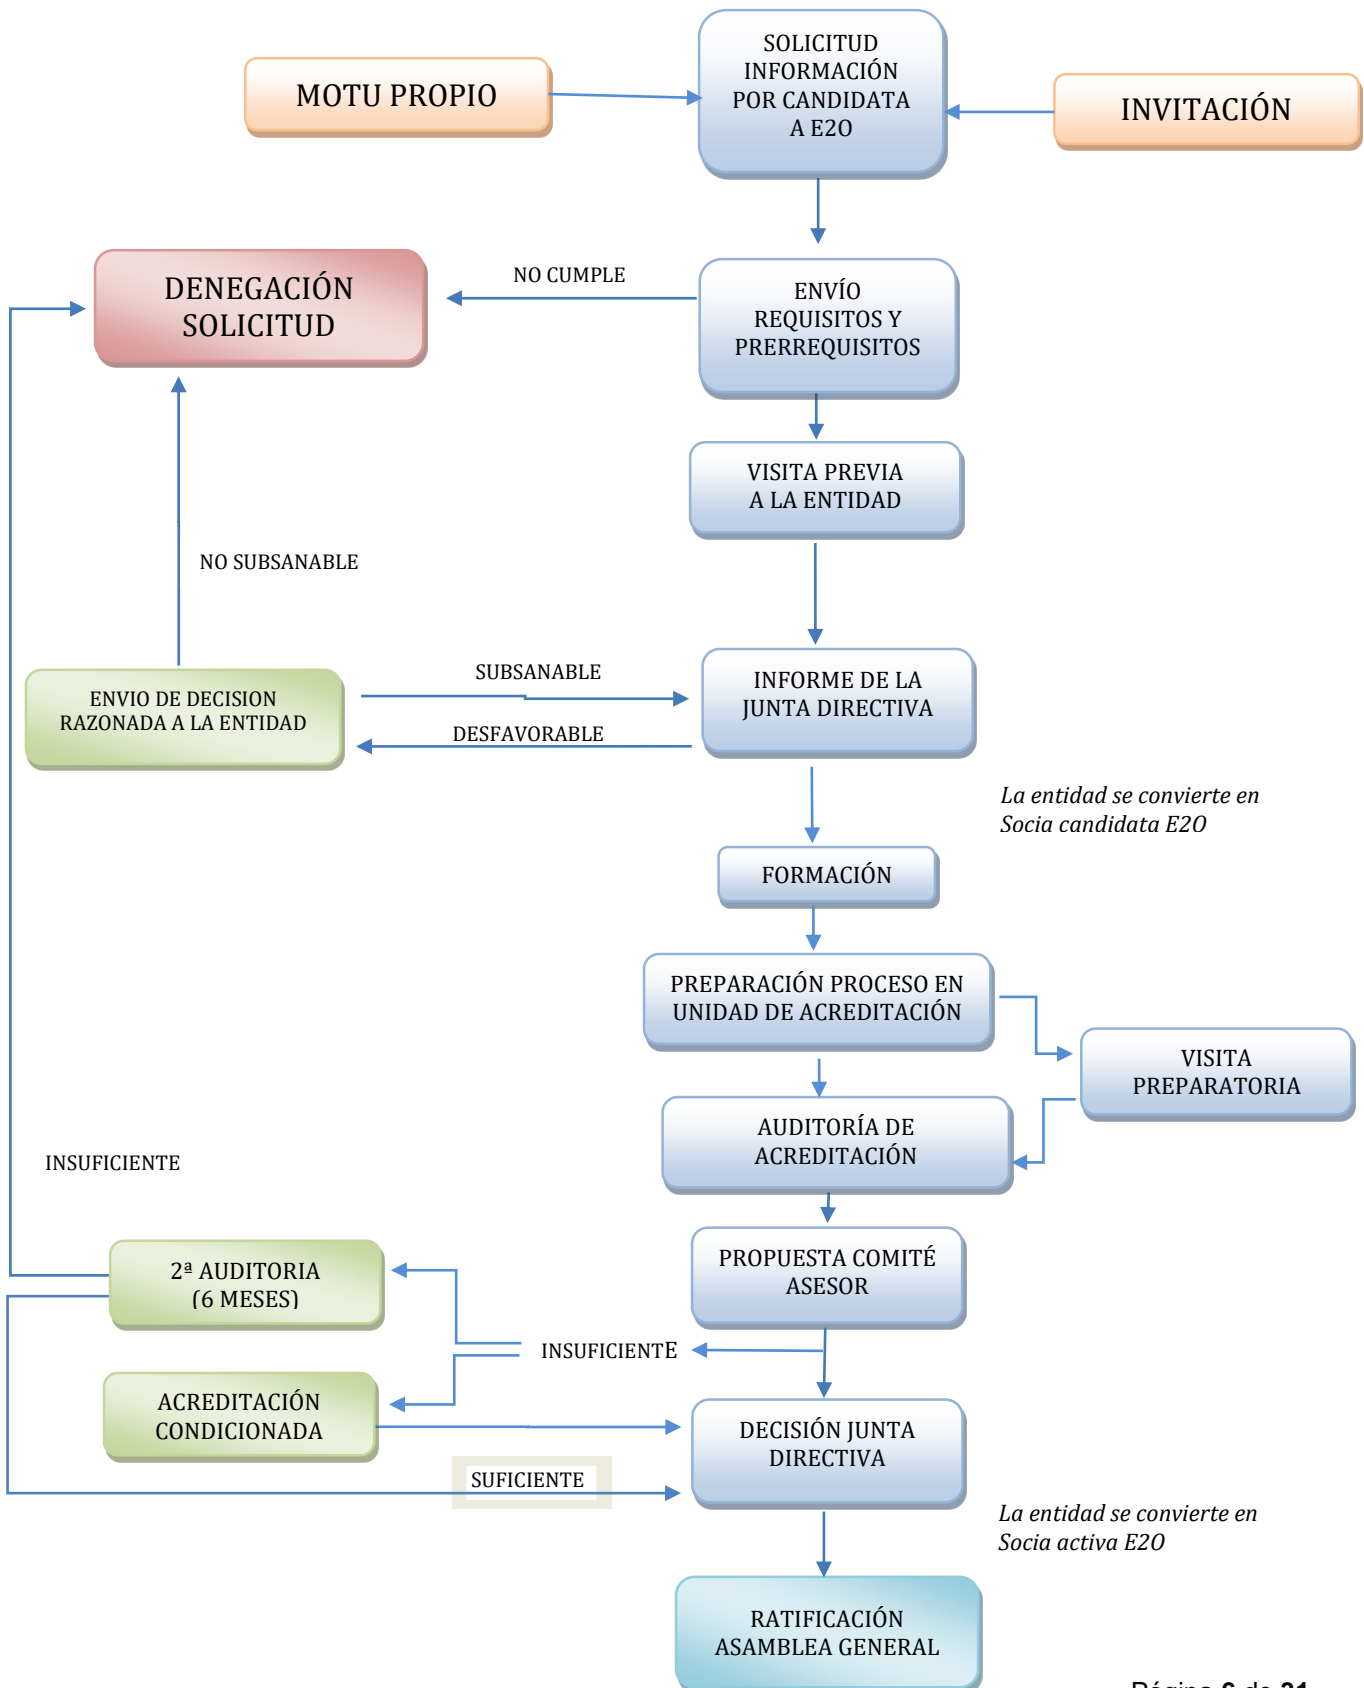 SOLICITUD
INFORMACIÓN
POR CANDIDATA
A E2O
MOTU PROPIO
INVITACIÓN
DENEGACIÓN
SOLICITUD
NO CUMPLE
ENVÍO
REQUISITOS Y
PRERREQUISITOS
VISITA PREVIA
A LA ENTIDAD
NO SUBSANABLE
ENVIO DE DECISION
RAZONADA A LA ENTIDAD
SUBSANABLE
DESFAVORABLE
INFORME DE LA
JUNTA DIRECTIVA
La entidad se convierte en
Socia candidata E2O
FORMACIÓN
PREPARACIÓN PROCESO EN
UNIDAD DE ACREDITACIÓN
VISITA
PREPARATORIA
AUDITORÍA DE
ACREDITACIÓN
INSUFICIENTE
PROPUESTA COMITÉ
ASESOR
2ª AUDITORIA
(6 MESES)
INSUFICIENTE
ACREDITACIÓN
CONDICIONADA
DECISIÓN JUNTA
DIRECTIVA
SUFICIENTE
La entidad se convierte en
Socia activa E2O
RATIFICACIÓN
ASAMBLEA GENERAL
Página 6 de 31